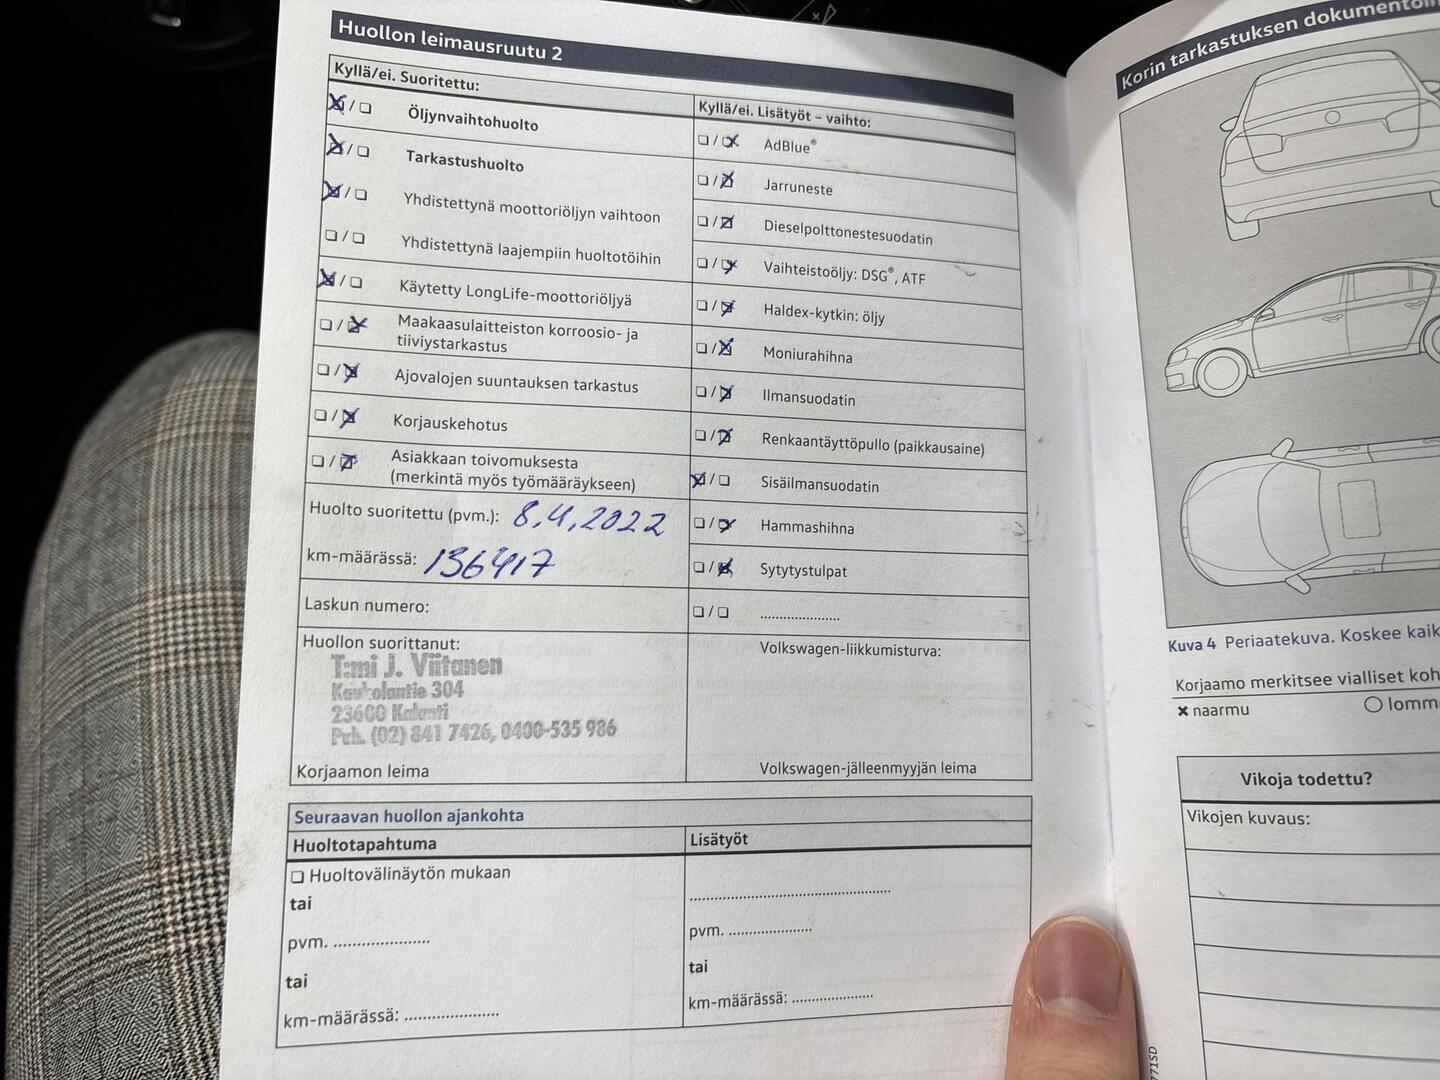 Huollon leimausruutu 2
Kyllä/ei. Suoritettu:
Öljynvaihtohuolto
Tarkastushuolto
Yhdistettynä moottoriöljyn vaihtoon
Yhdistettynä laajempiin huoltotöihin
Käytetty LongLife-moottoriöljyä
Maakaasulaitteiston korroosio- ja
tiiviystarkastus
Ajovalojen suuntauksen tarkastus
Korjauskehotus
Asiakkaan toivomuksesta
(merkintä myös työmääräykseen)
Huolto suoritettu (pvm.): 8.4.2022
km-määrässä: 136417
Laskun numero:
Huollon suorittanut:
T:mi J. Viitanen
304
23600 Kalanti
Puh. (02) 841 7426, 0400-535 986
Korjaamon leima
Kyllä/ei. Lisätyöt – vaihto:
AdBlue®
Jarruneste
Dieselpolttonestesuodatin
Vaihteistoöljy: DSG®, ATF
Haldex-kytkin: öljy
Moniurahihna
Ilmansuodatin
Renkaantäyttöpullo (paikkausaine)
Sisäilmansuodatin
Hammashihna
Sytytystulpat
Volkswagen-liikkumisturva:
Volkswagen-jälleenmyyjän leima
Seuraavan huollon ajankohta
Huoltotapahtuma
Huoltovälinäytön mukaan
tai
pvm. ....................
tai
km-määrässä: ....................
Lisätyöt
pvm. ....................
tai
km-määrässä: ....................
Korin tarkastuksen
Kuva 4 Periaatekuva. Koskee
Korjaamo merkitsee vialliset
× naarmu
Vikoja todettu?
Vikojen kuvaus:
771SD